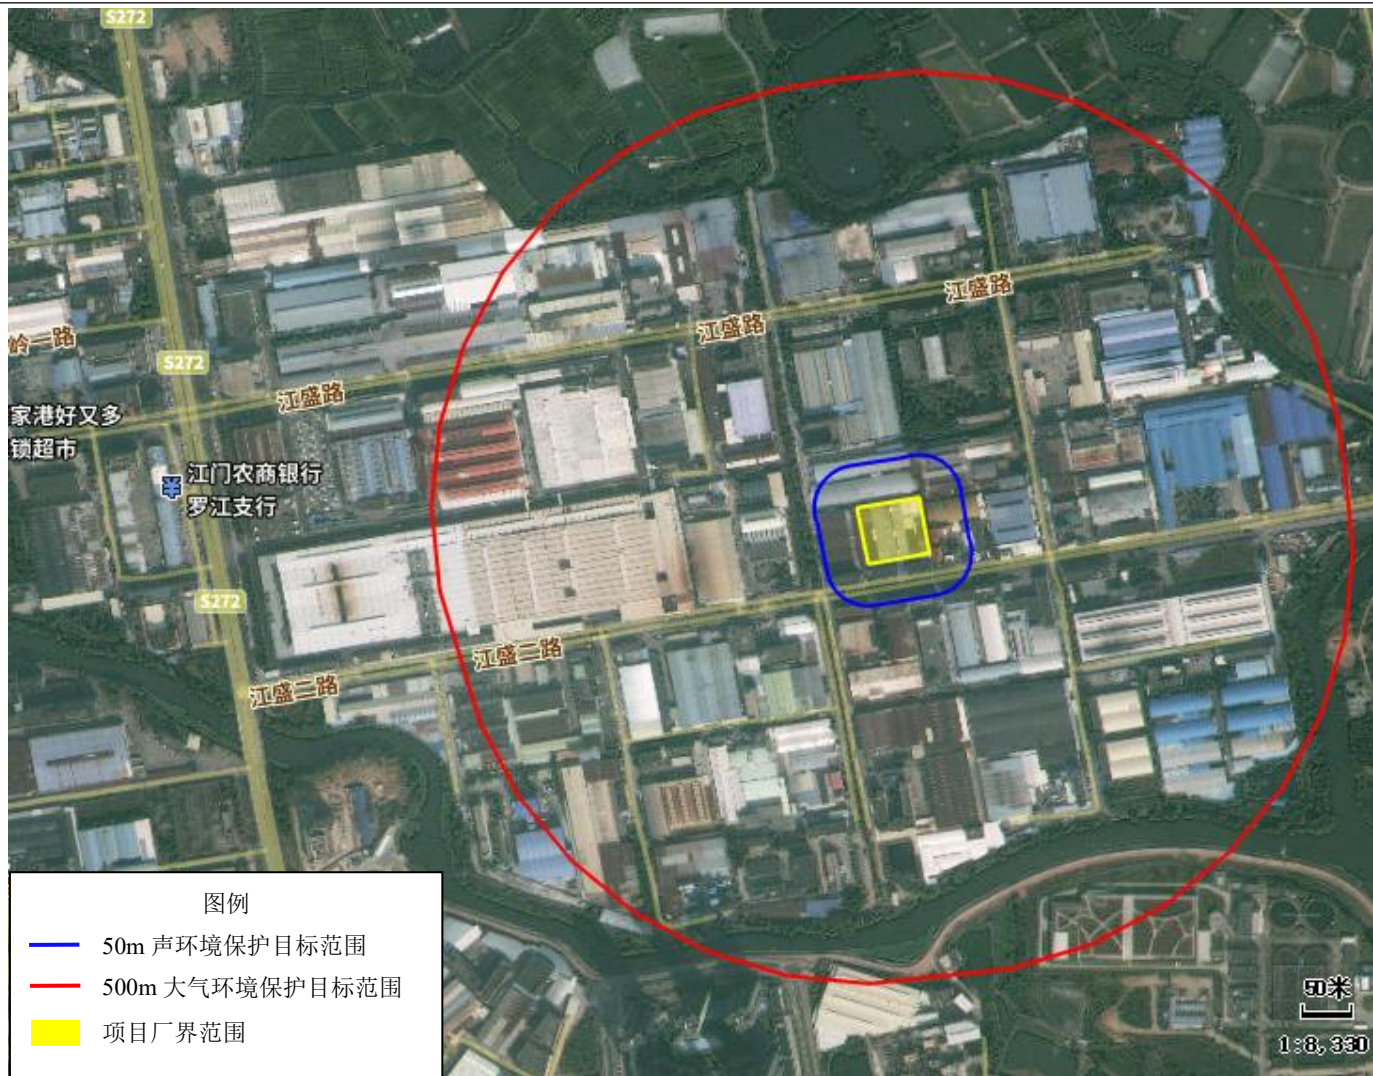 S272
江盛路
江盛路
岭一路
S272
江盛路
家港好又多
锁超市
江门农商银行
罗江支行
S272
江盛二路
江盛二路
图例
50m 声环境保护目标范围
500m 大气环境保护目标范围
项目厂界范围
50米
1:8,330